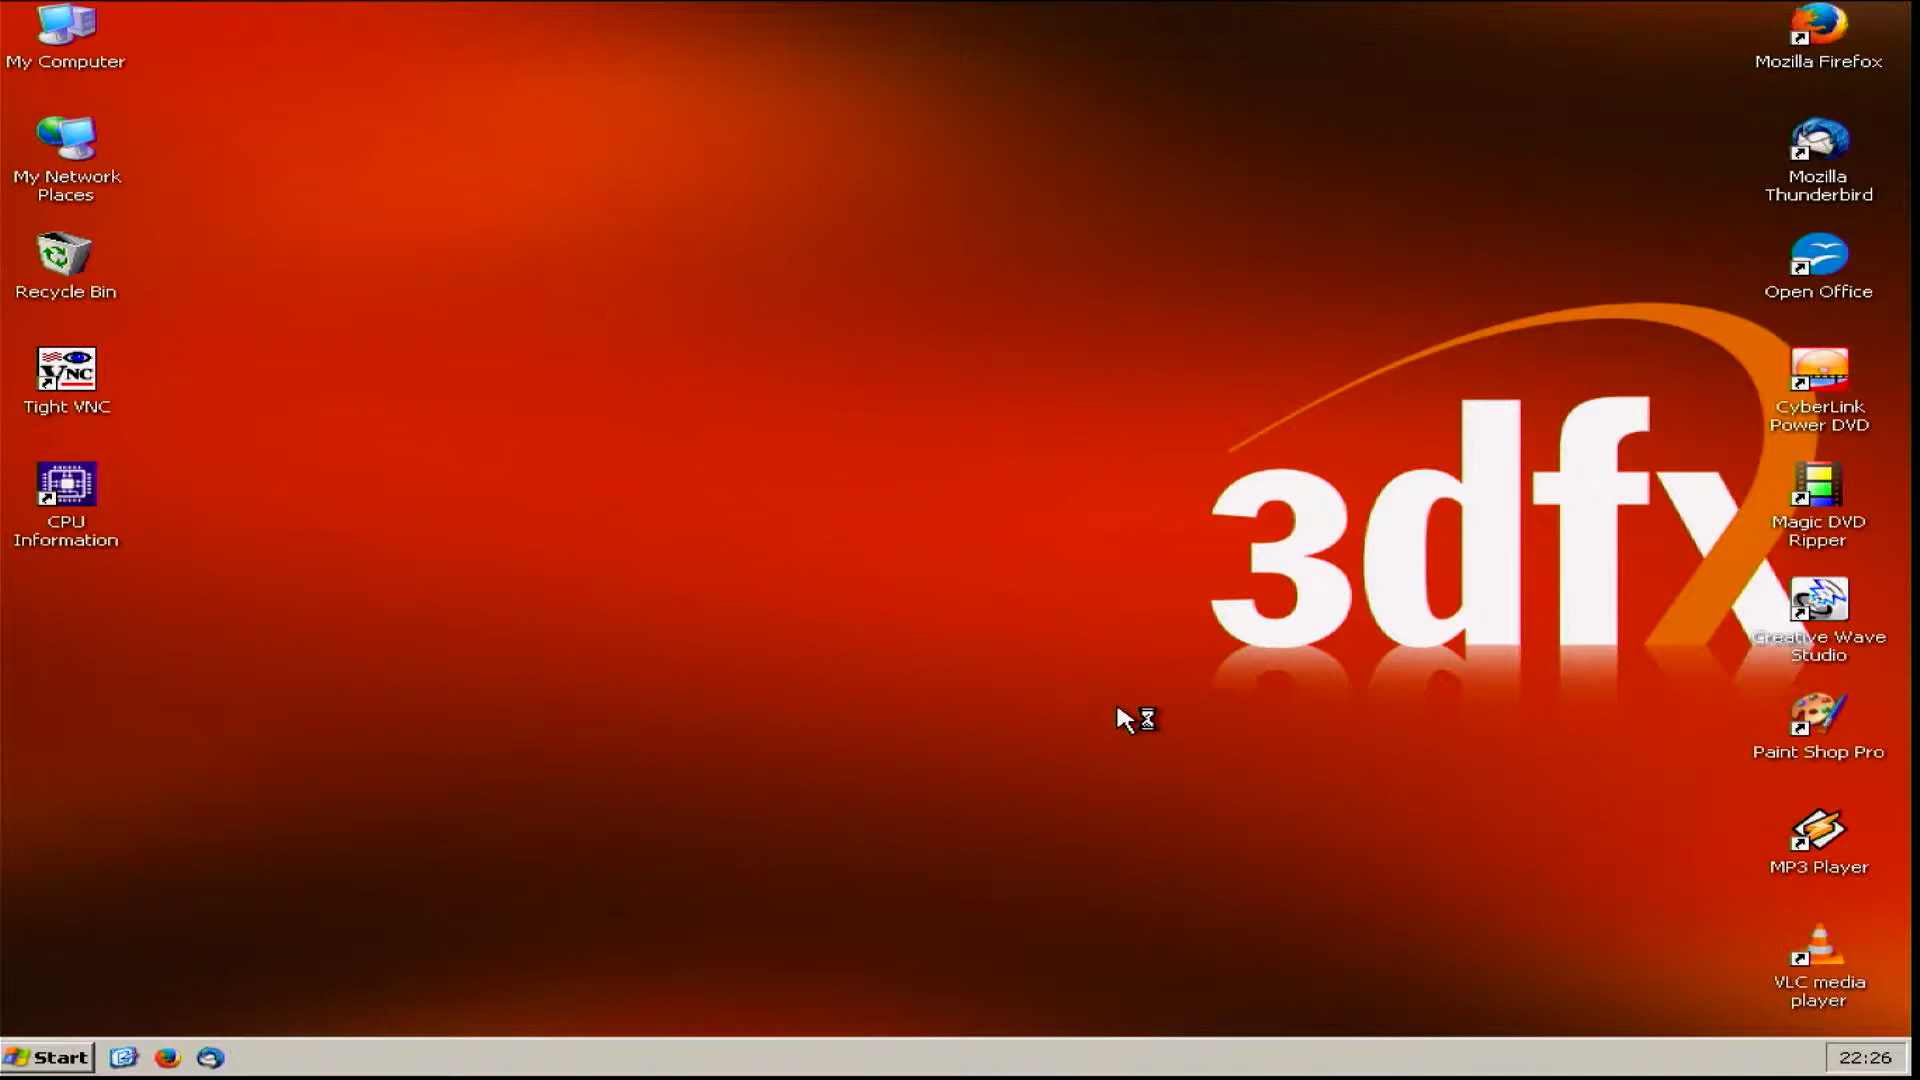 My Computer
My Network
Places
Recycle Bin
VNC
Tight VNC
CPU
Information
3dfx
Mozilla Firefox
Mozilla
Thunderbird
Open Office
CyberLink
Power DVD
Magic DVD
Ripper
Creative Wave
Studio
Paint Shop Pro
MP3 Player
VLC media
player
Start
22:26